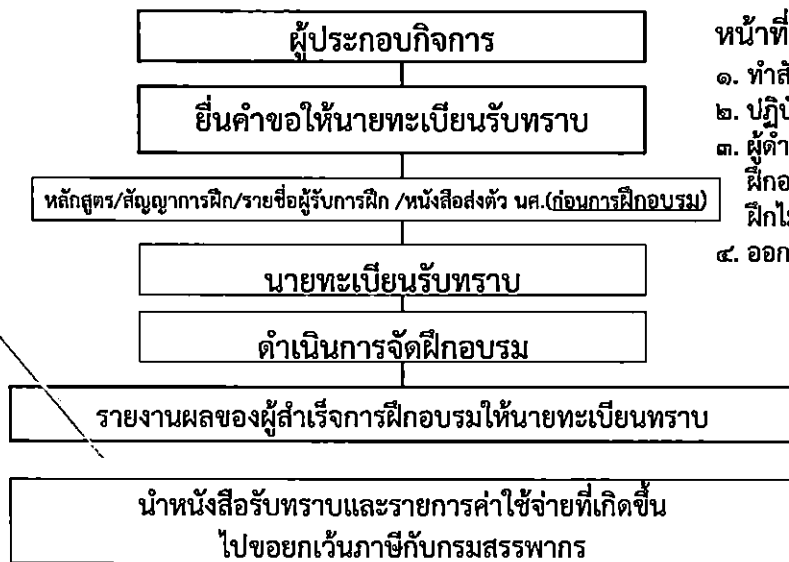 ผู้ประกอบกิจการ
ยื่นคำขอให้นายทะเบียนรับทราบ
หลักสูตร/สัญญาการฝึก/รายชื่อผู้รับการฝึก /หนังสือส่งตัว นศ.(ก่อนการฝึกอบรม)
นายทะเบียนรับทราบ
ดำเนินการจัดฝึกอบรม
รายงานผลของผู้สำเร็จการฝึกอบรมให้นายทะเบียนทราบ
นำหนังสือรับทราบและรายการค่าใช้จ่ายที่เกิดขึ้น
ไปขอยกเว้นภาษีกับกรมสรรพากร
หน้าที่
๑.
๒.
๓.
๔. ออก